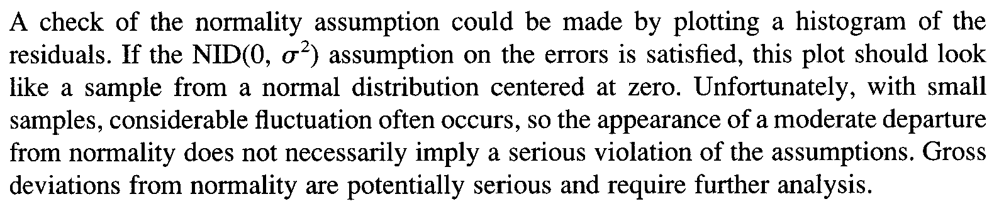 A check of the normality assumption could be made by plotting a histogram of the
residuals. If the NID(0, σ²) assumption on the errors is satisfied, this plot should look
like a sample from a normal distribution centered at zero. Unfortunately, with small
samples, considerable fluctuation often occurs, so the appearance of a moderate departure
from normality does not necessarily imply a serious violation of the assumptions. Gross
deviations from normality are potentially serious and require further analysis.